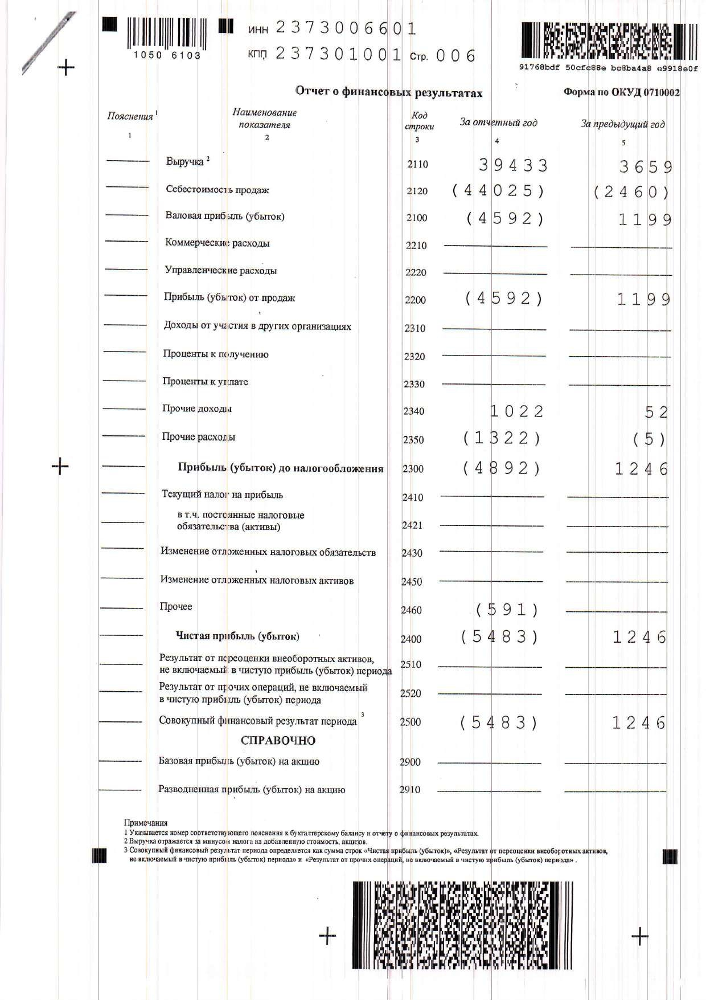 ИНН 2373006601
1050 6103
КПП 237301001 Стр. 006
91768bdf 50cfc88e bc8ba4a8 e9918e0f
Отчет о финансовых результатах Форма по ОКУД 0710002
Пояснения 1 Наименование показателя Код строки За отчетный год За предыдущий год
1 2 3 4 5
Выручка 2 2110 39433 3659
Себестоимость продаж 2120 (44025) (2460)
Валовая прибыль (убыток) 2100 (4592) 1199
Коммерческие расходы 2210
Управленческие расходы 2220
Прибыль (убыток) от продаж 2200 (4592) 1199
Доходы от участия в других организациях 2310
Проценты к получению 2320
Проценты к уплате 2330
Прочие доходы 2340 1022 52
Прочие расходы 2350 (1322) (5)
Прибыль (убыток) до налогообложения 2300 (4892) 1246
Текущий налог на прибыль 2410
в т.ч. постоянные налоговые
обязательства (активы) 2421
Изменение отложенных налоговых обязательств 2430
Изменение отложенных налоговых активов 2450
Прочее 2460 (591)
Чистая прибыль (убыток) 2400 (5483) 1246
Результат от переоценки внеоборотных активов,
не включаемый в чистую прибыль (убыток) периода 2510
Результат от прочих операций, не включаемый
в чистую прибыль (убыток) периода 2520
Совокупный финансовый результат периода 3 2500 (5483) 1246
СПРАВОЧНО
Базовая прибыль (убыток) на акцию 2900
Разводненная прибыль (убыток) на акцию 2910
Примечания
1 Указывается номер соответствующего пояснения к бухгалтерскому балансу и отчету о финансовых результатах.
2 Выручка отражается за минусом налога на добавленную стоимость, акцизов.
3 Совокупный финансовый результат периода определяется как сумма строк «Чистая прибыль (убыток)», «Результат от переоценки внеоборотных активов,
не включаемый в чистую прибыль (убыток) периода» и «Результат от прочих операций, не включаемый в чистую прибыль (убыток) периода» .